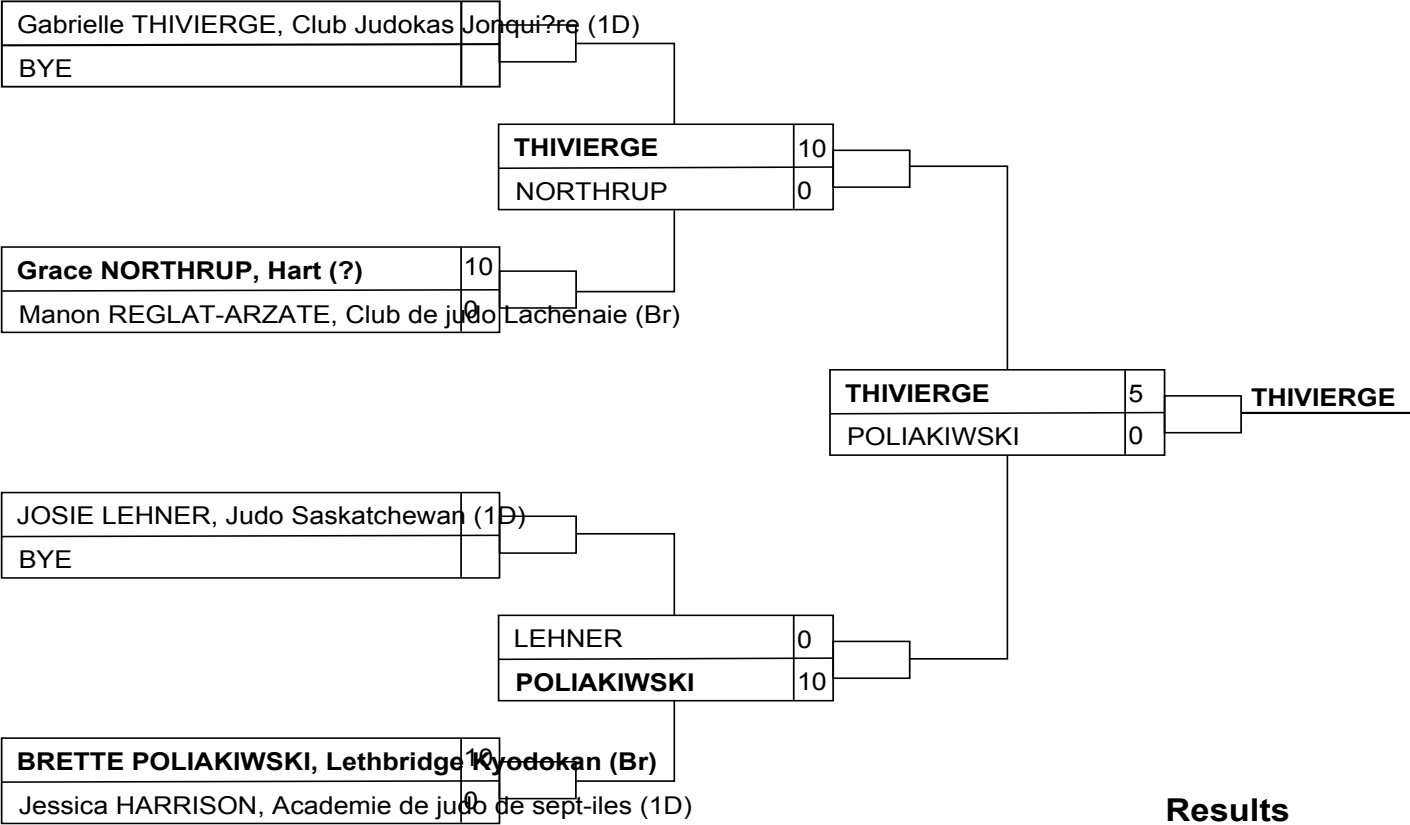 Gabrielle THIVIERGE, Club Judokas Jonqui?re (1D)
BYE
THIVIERGE 10
NORTHRUP 0
Grace NORTHRUP, Hart (?) 10
Manon REGLAT-ARZATE, Club de judo Lachenaie (Br) 0
THIVIERGE 5
POLIAKIWSKI 0
THIVIERGE
JOSIE LEHNER, Judo Saskatchewan (1D)
BYE
LEHNER 0
POLIAKIWSKI 10
BRETTE POLIAKIWSKI, Lethbridge Kyodokan (Br) 10
Jessica HARRISON, Academie de judo de sept-iles (1D) 0
Results